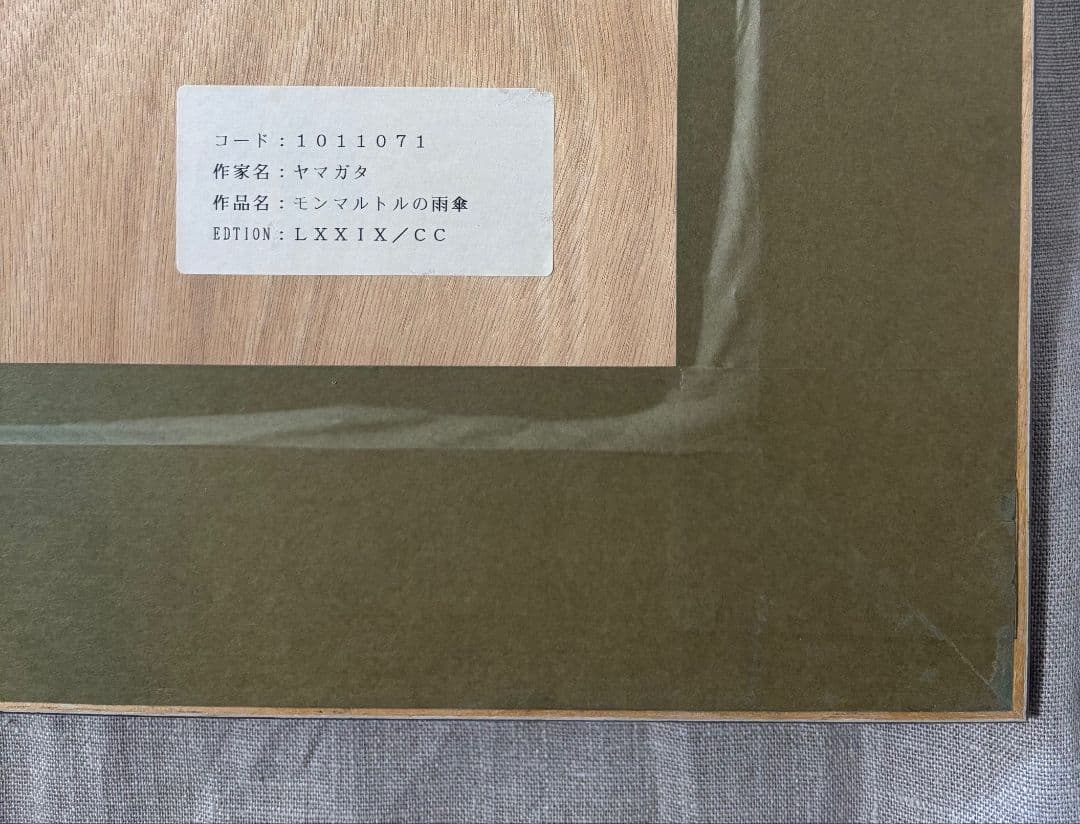 コード：１０１１０７１
作家名：ヤマガタ
作品名：モンマルトルの雨傘
EDTION：ＬＸＸＩＸ／ＣＣ